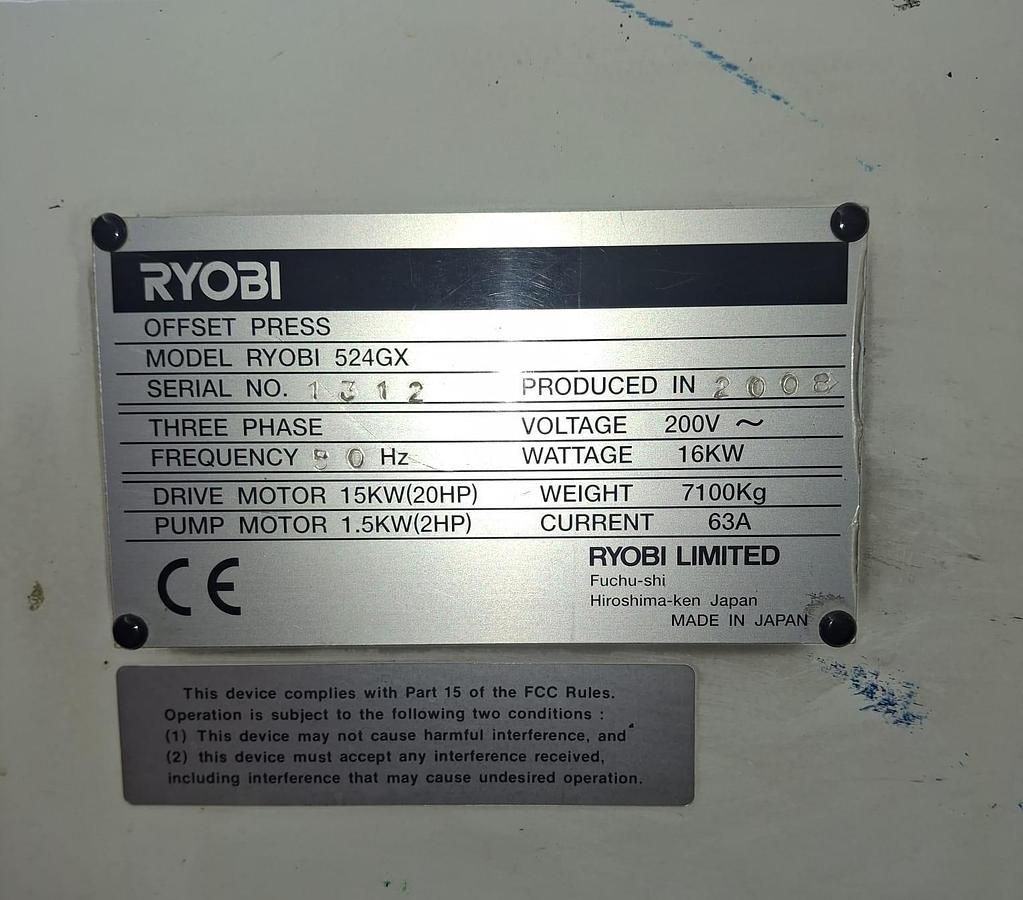 RYOBI
OFFSET PRESS
MODEL RYOBI 524GX
SERIAL NO. 1312 PRODUCED IN 2008
THREE PHASE VOLTAGE 200V ~
FREQUENCY 50 Hz WATTAGE 16KW
DRIVE MOTOR 15KW(20HP) WEIGHT 7100Kg
PUMP MOTOR 1.5KW(2HP) CURRENT 63A
CE
RYOBI LIMITED
Fuchu-shi
Hiroshima-ken Japan
MADE IN JAPAN
This device complies with Part 15 of the FCC Rules.
Operation is subject to the following two conditions :
(1) This device may not cause harmful interference, and
(2) this device must accept any interference received,
including interference that may cause undesired operation.